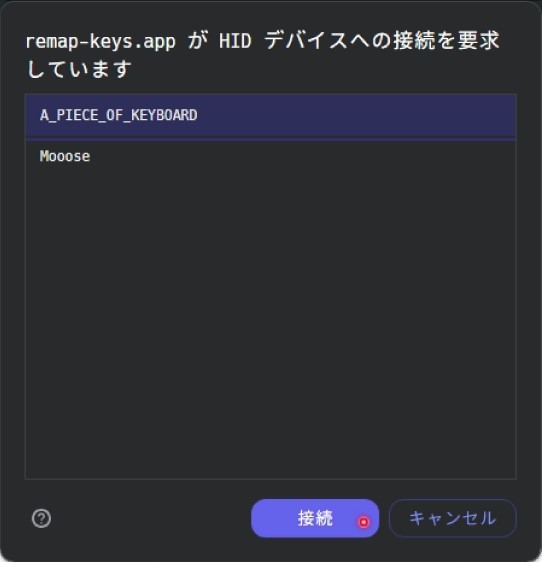 remap-keys.app が HID デバイスへの接続を要求
しています
A_PIECE_OF_KEYBOARD
Mooose
接続
キャンセル